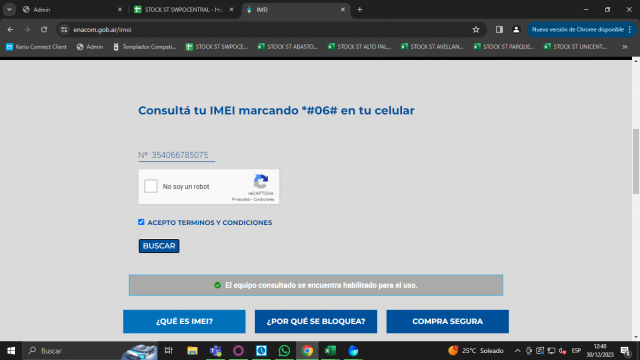 Admin
STOCK ST SWPOCENTRAL - Ho
IMEI
enacom.gob.ar/imei
Nueva versión de Chrome disponible
Kerio Connect Client
Admin
Templados Compati...
STOCK ST SWPOCE...
STOCK ST ABASTO...
STOCK ST ALTO PAL...
STOCK ST AVELLAN...
STOCK ST PARQUE...
STOCK ST UNICENT...
Consultá tu IMEI marcando *#06# en tu celular
Nº 354066785075
No soy un robot
reCAPTCHA
Privacidad - Condiciones
ACEPTO TERMINOS Y CONDICIONES
BUSCAR
El equipo consultado se encuentra habilitado para el uso.
¿QUÉ ES IMEI?
¿POR QUÉ SE BLOQUEA?
COMPRA SEGURA
Buscar
25°C Soleado
ESP
12:40
30/12/2023